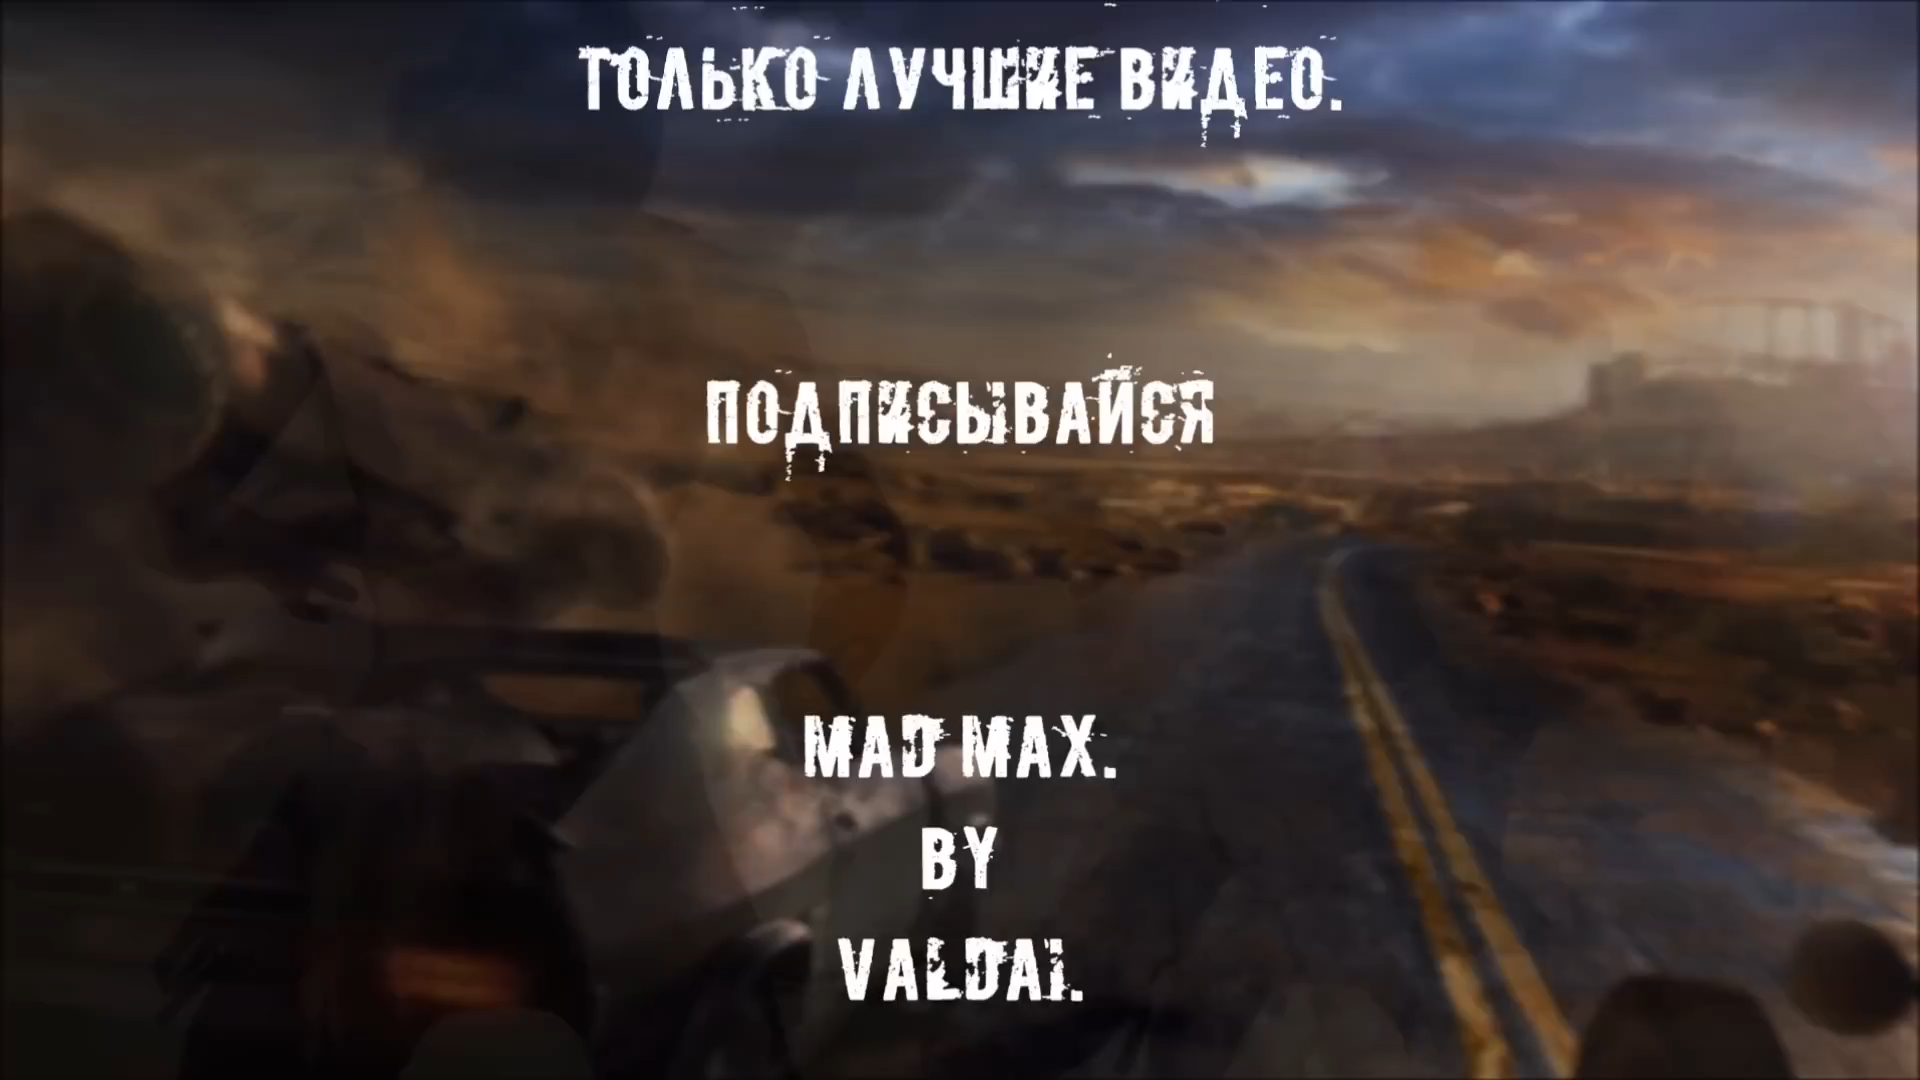 ТОЛЬКО ЛУЧШИЕ ВИДЕО.
ПОДПИСЫВАЙСЯ
MAD MAX.
BY
VALDAI.